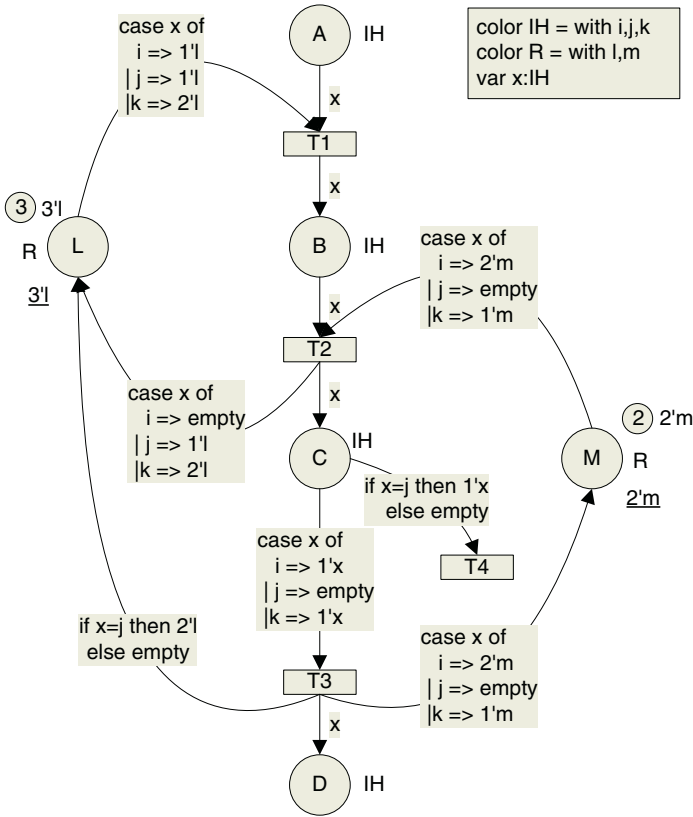 case x of
i => 1'l
| j => 1'l
|k => 2'l
A
IH
color IH = with i,j,k
color R = with l,m
var x:IH
x
T1
x
3
3'l
R
L
3'l
B
IH
case x of
i => 2'm
| j => empty
|k => 1'm
x
T2
x
case x of
i => empty
| j => 1'l
|k => 2'l
IH
C
2
2'm
M
R
2'm
if x=j then 1'x
else empty
case x of
i => 1'x
| j => empty
|k => 1'x
T4
if x=j then 2'l
else empty
case x of
i => 2'm
| j => empty
|k => 1'm
T3
x
D
IH